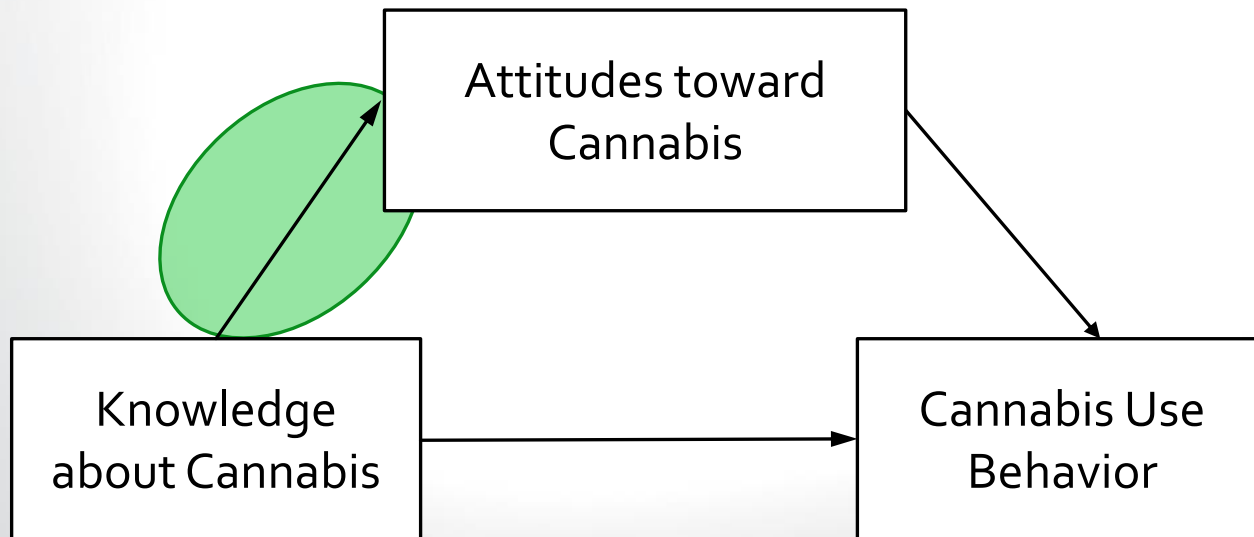 Attitudes toward
Cannabis
Knowledge
about Cannabis
Cannabis Use
Behavior